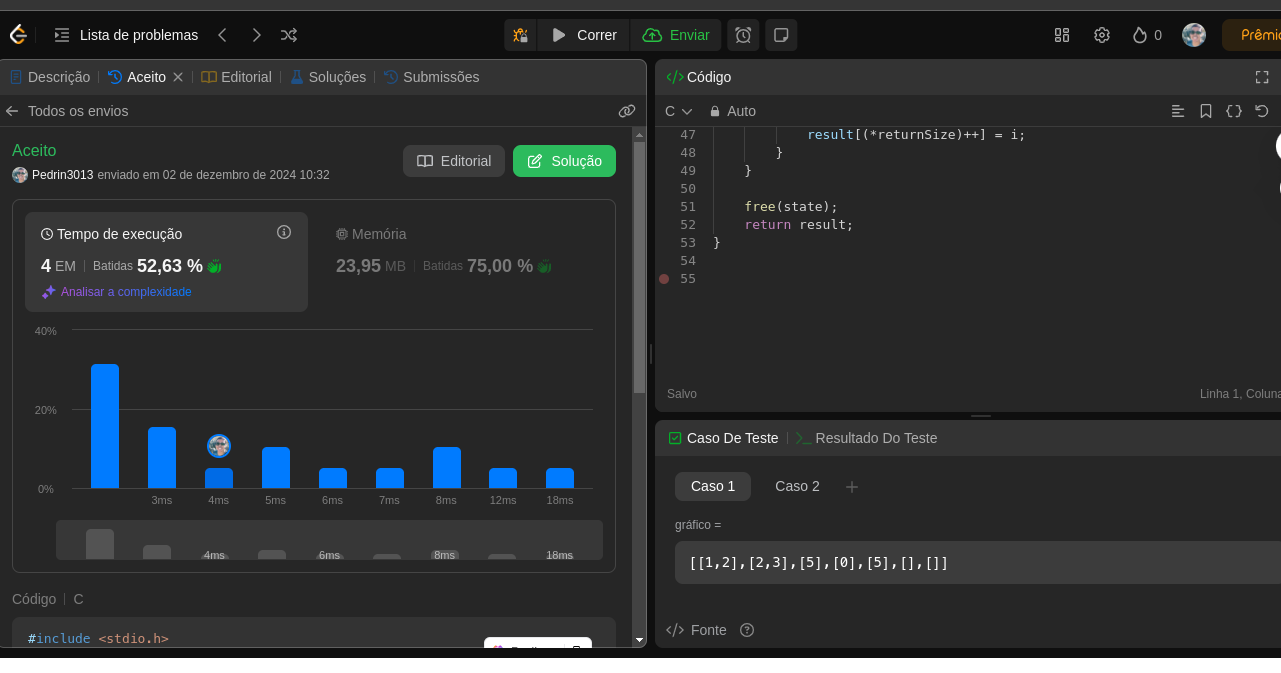 Lista de problemas
Correr
Enviar
0
Descrição
Aceito
Editorial
Soluções
Submissões
Todos os envios
Aceito
Pedrin3013 enviado em 02 de dezembro de 2024 10:32
Editorial
Solução
Tempo de execução
4 EM
Batidas 52,63 %
Analisar a complexidade
Memória
23,95 MB
Batidas 75,00 %
40%
20%
0%
3ms 4ms 5ms 6ms 7ms 8ms 12ms 18ms
4ms 6ms 8ms 18ms
Código
C
#include <stdio.h>
</> Código
C
Auto
47 result[(*returnSize)++] = i;
48 }
49 }
50
51 free(state);
52 return result;
53 }
54
55
Salvo
Linha 1,
Caso De Teste
Resultado Do Teste
Caso 1
Caso 2
gráfico =
[[1,2],[2,3],[5],[0],[5],[],[]]
</> Fonte